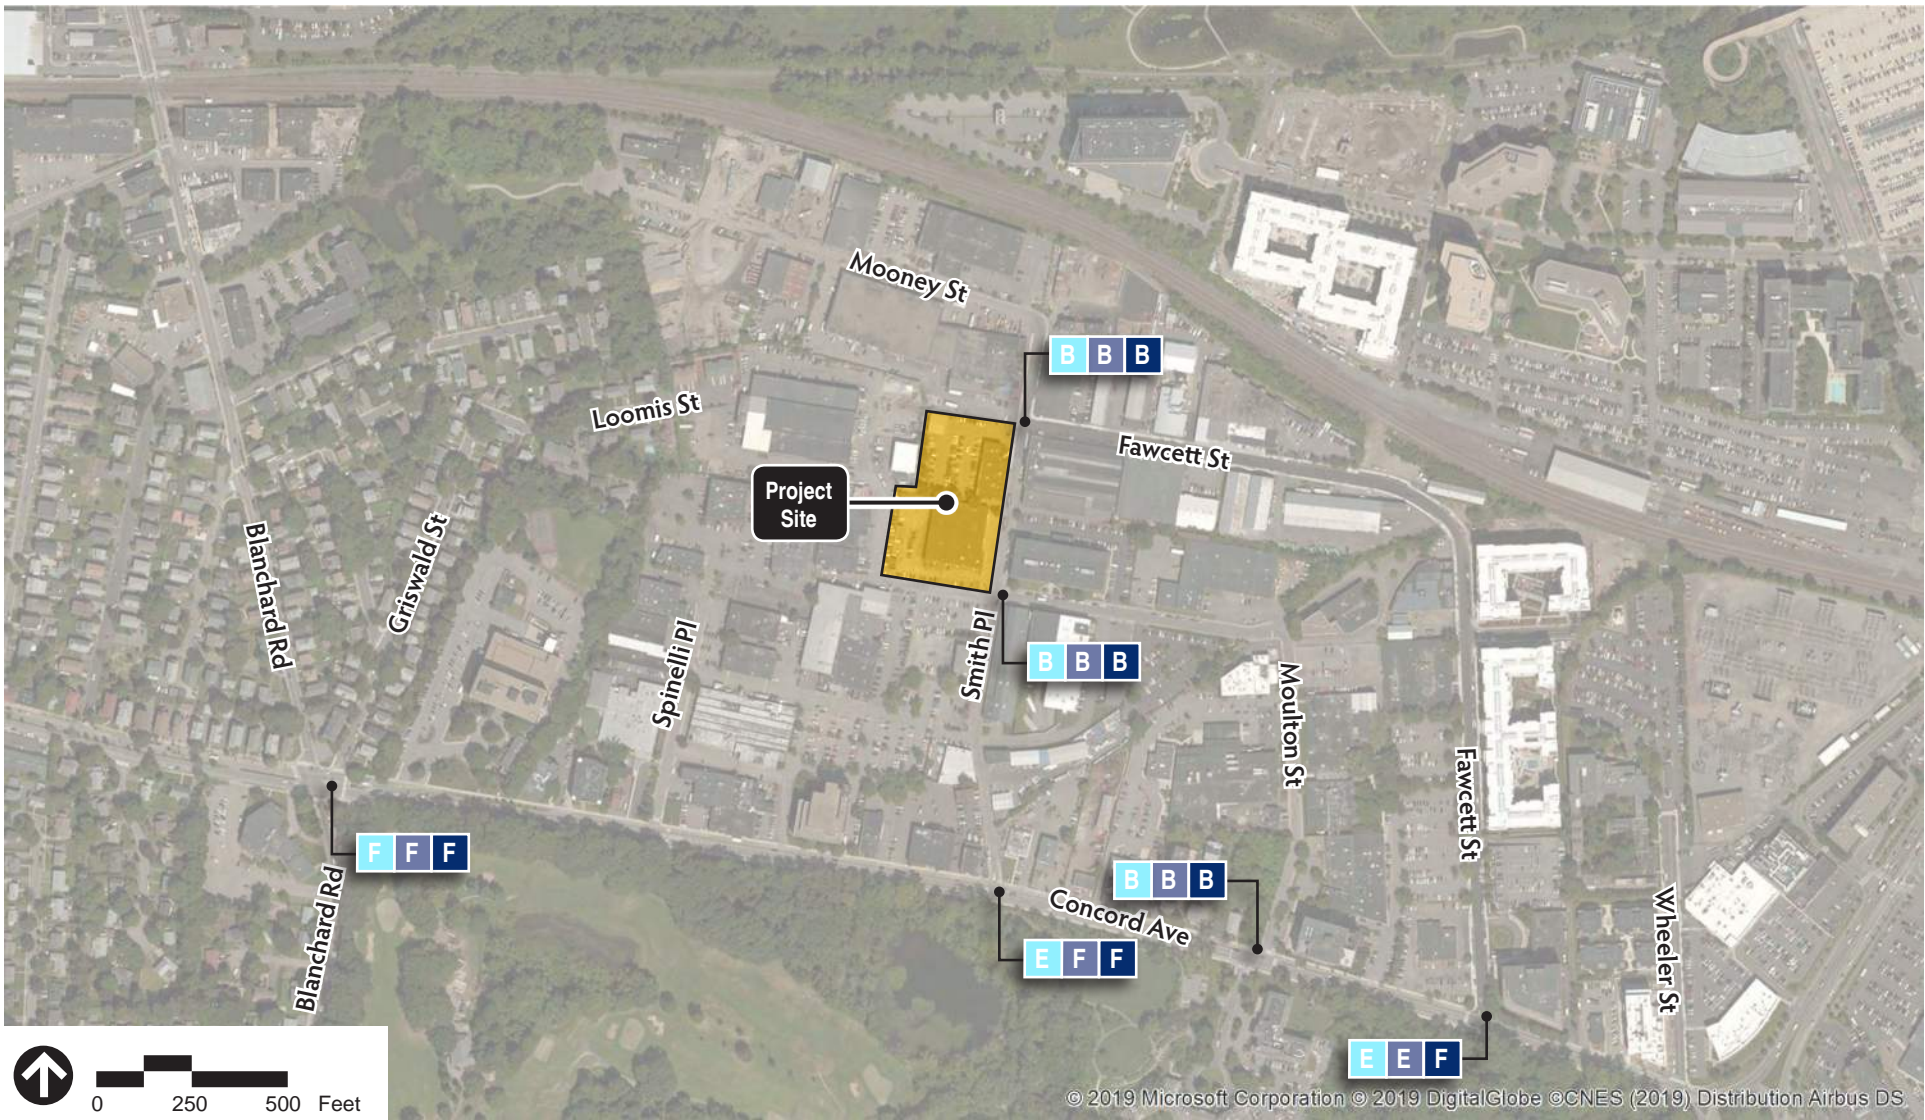 Mooney St
B B B
Loomis St
Fawcett St
Project
Site
Blanchard Rd
Griswald St
Spinelli Pl
Smith Pl
B B B
Moulton St
Fawcett St
F F F
Blanchard Rd
B B B
Concord Ave
E F F
Wheeler St
E E F
0 250 500 Feet
© 2019 Microsoft Corporation © 2019 DigitalGlobe ©CNES (2019) Distribution Airbus DS